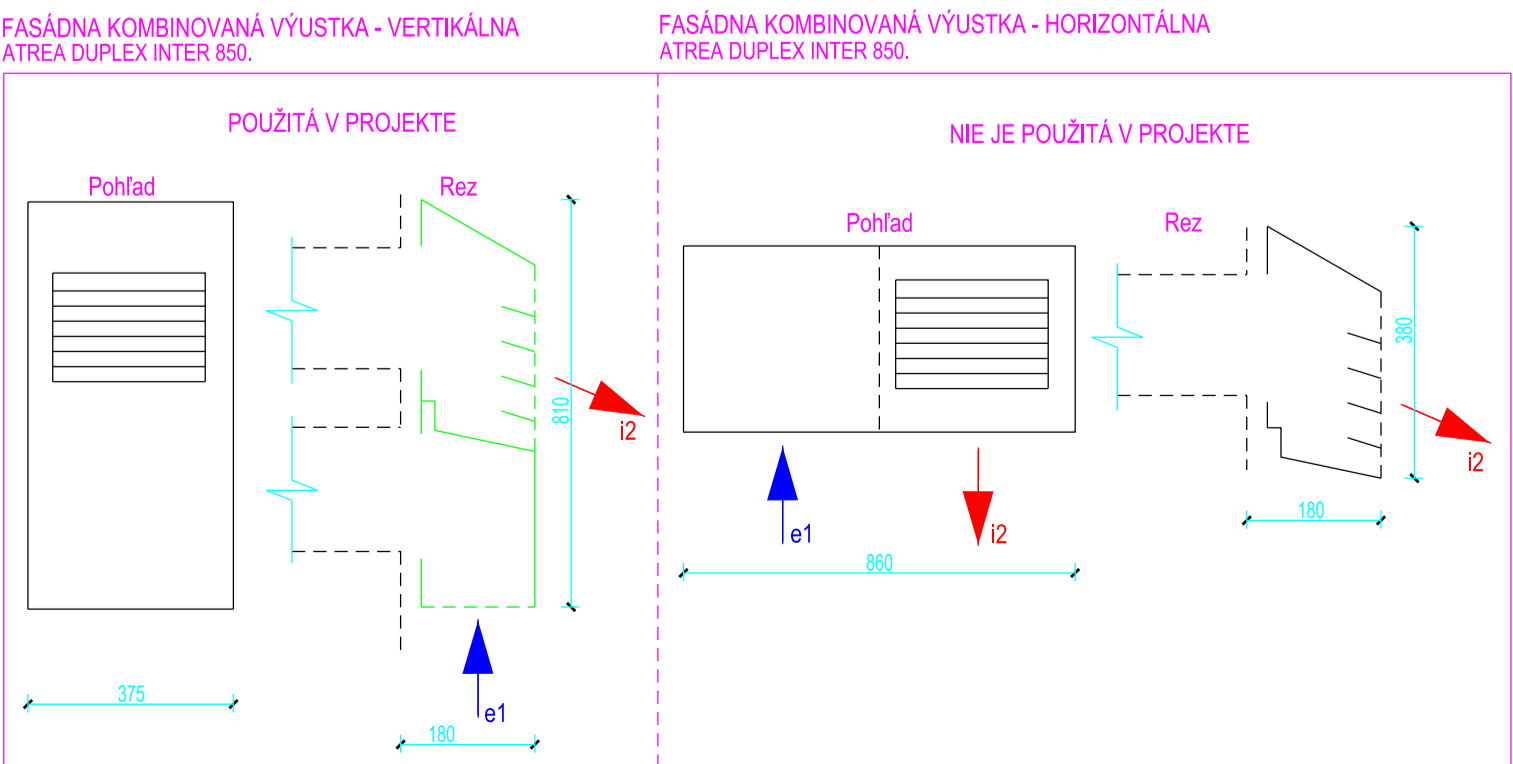 FASÁDNA KOMBINOVANÁ VÝUSTKA - VERTIKÁLNA
ATREA DUPLEX INTER 850.
POUŽITÁ V PROJEKTE
Pohľad
Rez
810
i2
375
e1
180
FASÁDNA KOMBINOVANÁ VÝUSTKA - HORIZONTÁLNA
ATREA DUPLEX INTER 850.
NIE JE POUŽITÁ V PROJEKTE
Pohľad
Rez
380
i2
180
e1
i2
860